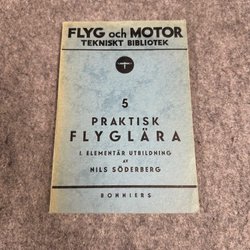 FLYG och MOTOR
TEKNISKT BIBLIOTEK
5
PRAKTISK
FLYGLÄRA
I. ELEMENTÄR UTBILDNING
AV
NILS SÖDERBERG
BONNIERS